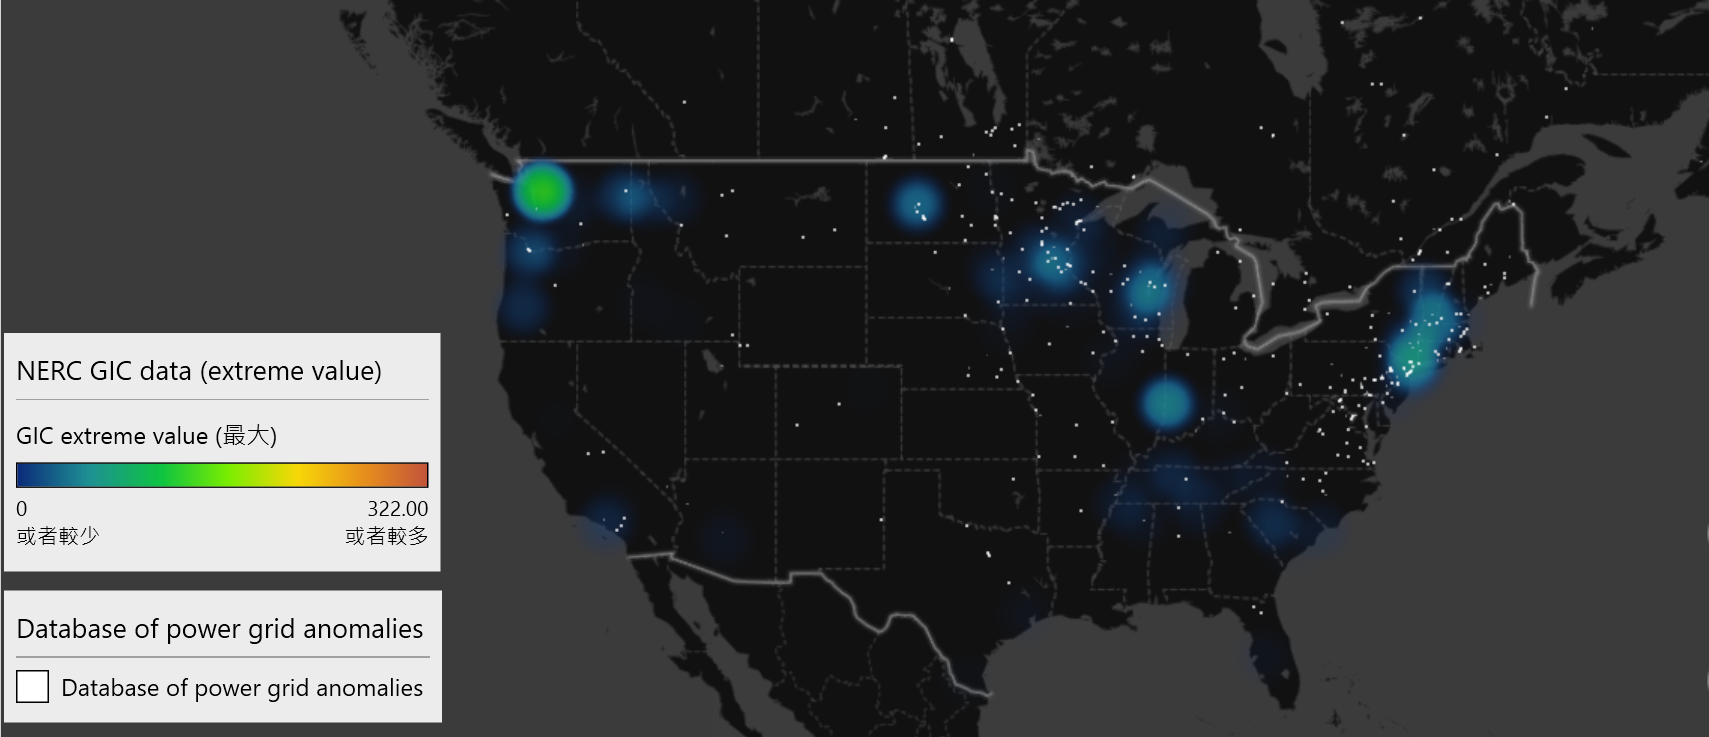 NERC GIC data (extreme value)
GIC extreme value (最大)
0 322.00
或者較少 或者較多
Database of power grid anomalies
Database of power grid anomalies